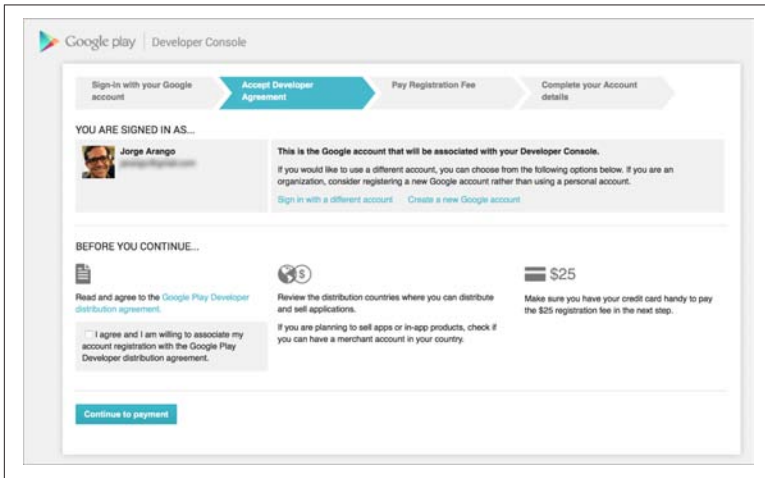 Google play | Developer Console
Sign-in with your Google
account
Accept Developer
Agreement
Pay Registration Fee
Complete your Account
details
YOU ARE SIGNED IN AS...
Jorge Arango
This is the Google account that will be associated with your Developer Console.
If you would like to use a different account, you can choose from the following options below. If you are an
organization, consider registering a new Google account rather than using a personal account.
Sign in with a different account Create a new Google account
BEFORE YOU CONTINUE...
Read and agree to the Google Play Developer
distribution agreement.
I agree and I am willing to associate my
account registration with the Google Play
Developer distribution agreement.
Review the distribution countries where you can distribute
and sell applications.
If you are planning to sell apps or in-app products, check if
you can have a merchant account in your country.
$25
Make sure you have your credit card handy to pay
the $25 registration fee in the next step.
Continue to payment